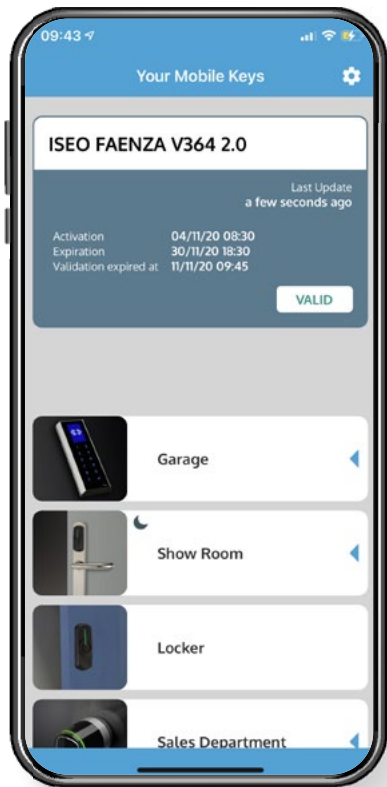 09:43
Your Mobile Keys
ISEO FAENZA V364 2.0
Last Update
a few seconds ago
Activation 04/11/20 08:30
Expiration 30/11/20 18:30
Validation expired at 11/11/20 09:45
VALID
Garage
Show Room
Locker
Sales Department